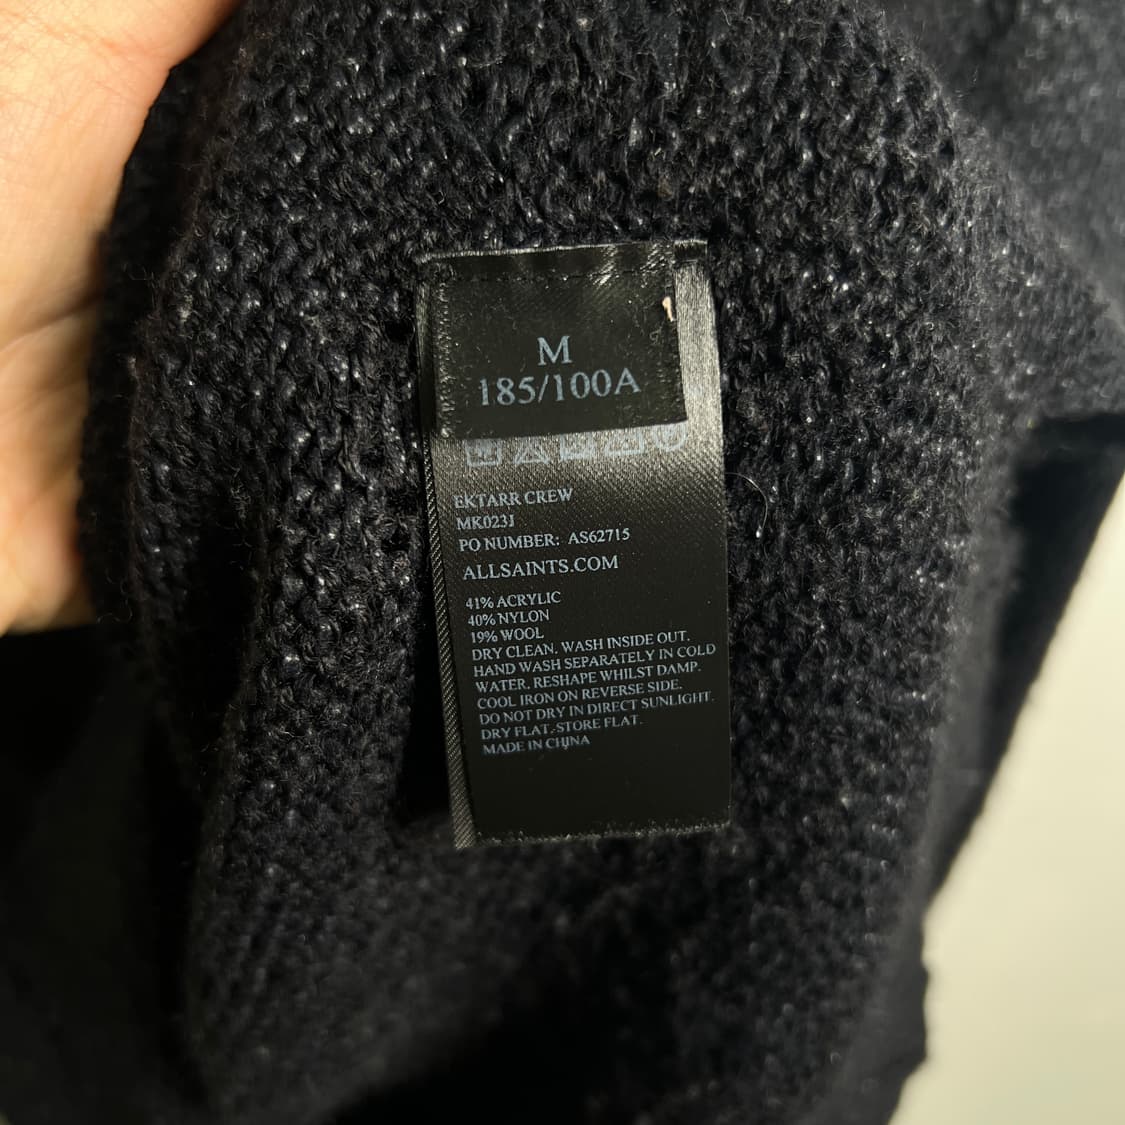 M
185/100A
EKTARR CREW
MK023J
PO NUMBER: AS62715
ALLSAINTS.COM
41% ACRYLIC
40% NYLON
19% WOOL
DRY CLEAN. WASH INSIDE OUT.
HAND WASH SEPARATELY IN COLD
WATER. RESHAPE WHILST DAMP.
COOL IRON ON REVERSE SIDE.
DO NOT DRY IN DIRECT SUNLIGHT.
DRY FLAT. STORE FLAT.
MADE IN CHINA